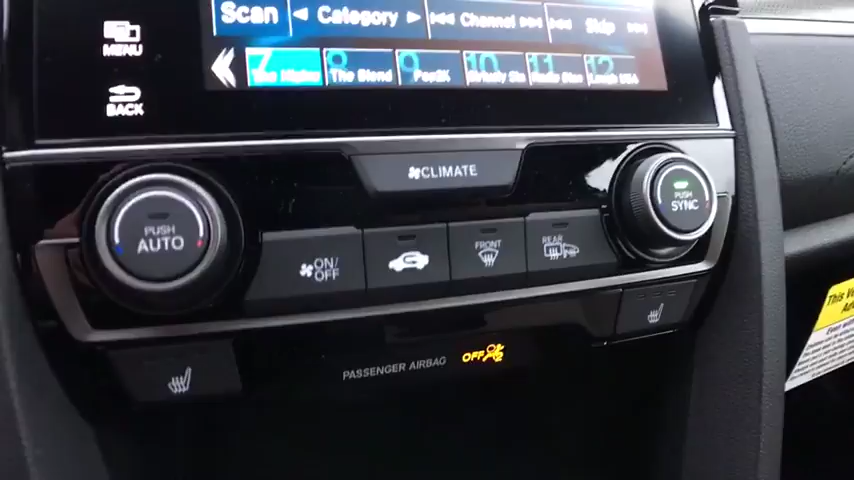 Scan
Category
Channel
Skip
MENU
7
8
9
10
11
12
The Blend
Pop2K
BACK
CLIMATE
PUSH
SYNC
PUSH
AUTO
ON/
OFF
FRONT
REAR
PASSENGER AIRBAG
OFF
This V